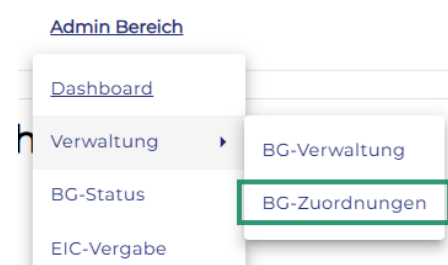 Admin Bereich
Dashboard
Verwaltung
BG-Verwaltung
BG-Status
BG-Zuordnungen
EIC-Vergabe